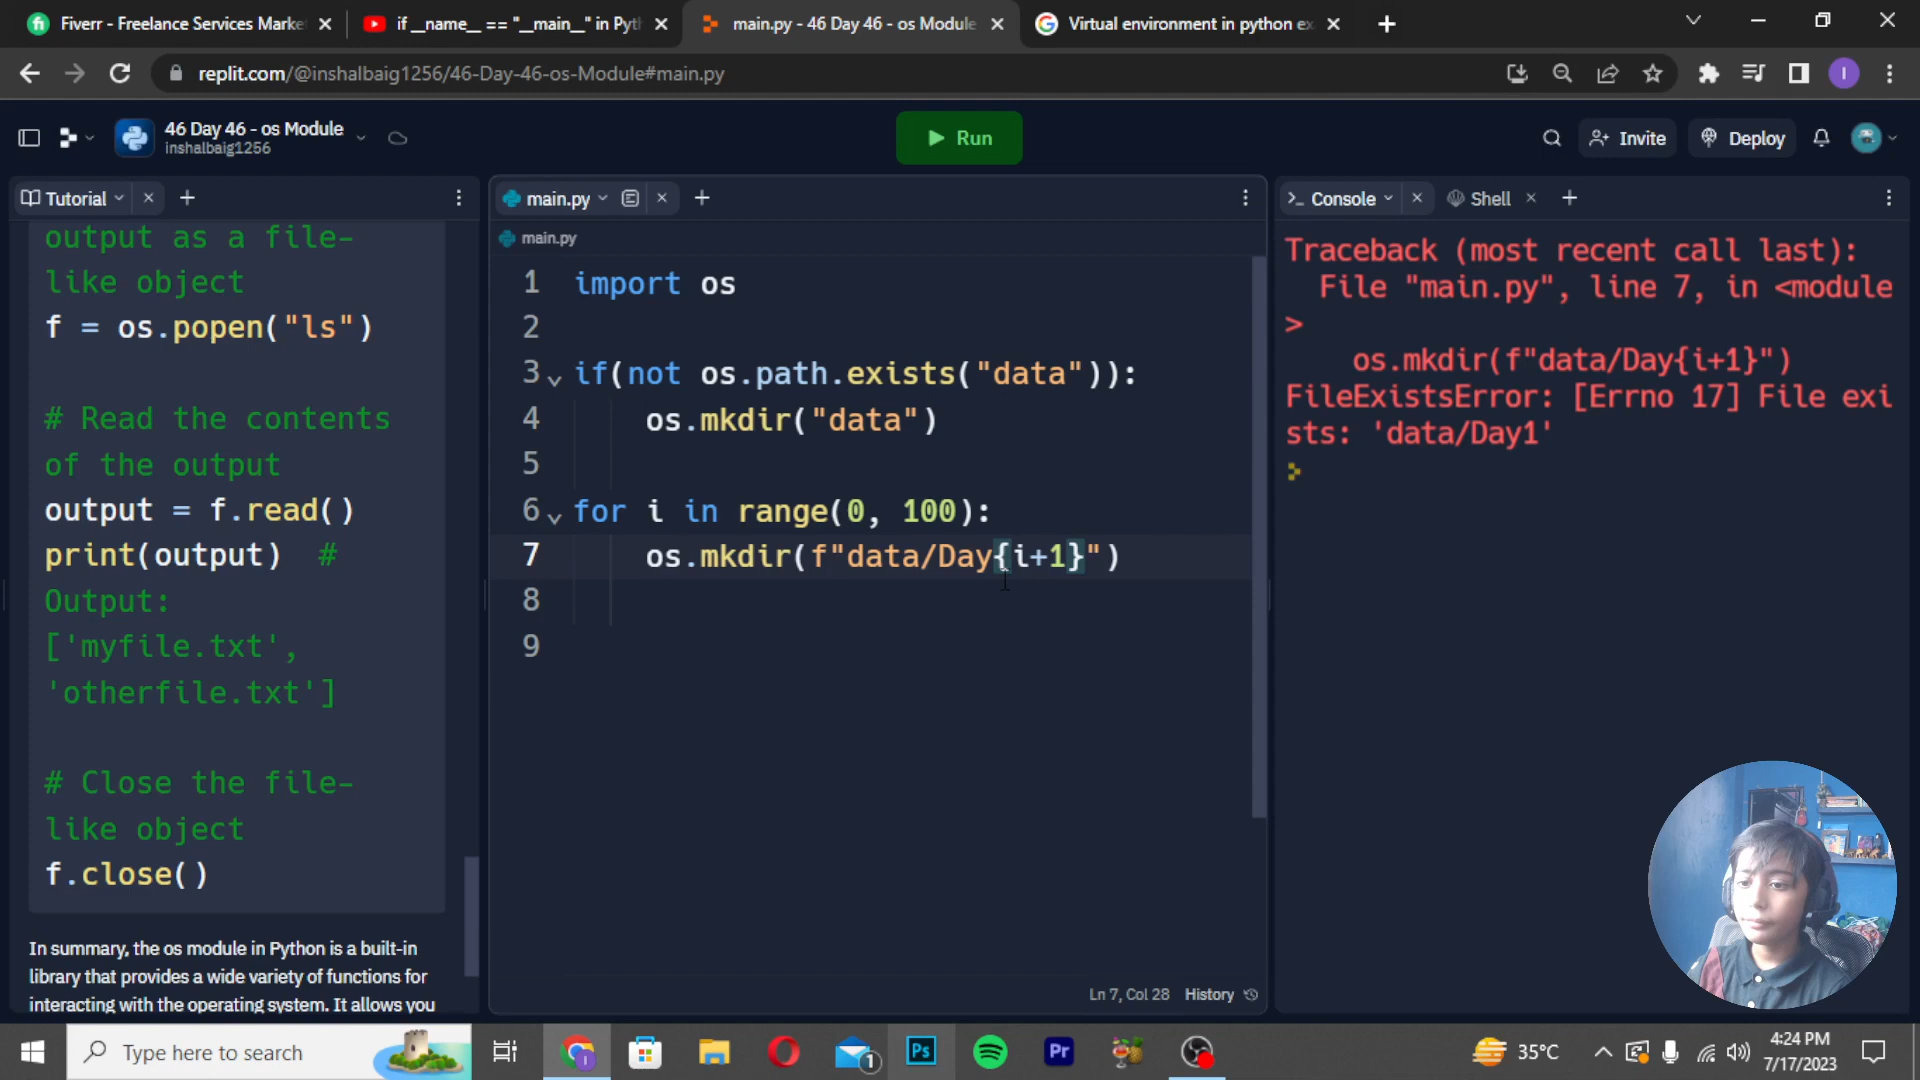 Fiverr - Freelance Services Marke
if __name__ == "__main__" in Pyth
main.py - 46 Day 46 - os Module
Virtual environment in python ex
replit.com/@inshalbaig1256/46-Day-46-os-Module#main.py
I
46 Day 46 - os Module
inshalbaig1256
Run
Invite
Deploy
Tutorial
output as a file-
like object
f = os.popen("ls")
# Read the contents
of the output
output = f.read()
print(output)  #
Output:
['myfile.txt',
'otherfile.txt']
# Close the file-
like object
f.close()
In summary, the os module in Python is a built-in
library that provides a wide variety of functions for
interacting with the operating system. It allows you
main.py
main.py
1 import os
2
3 if(not os.path.exists("data")):
4     os.mkdir("data")
5
6 for i in range(0, 100):
7     os.mkdir(f"data/Day{i+1}")
8
9
Ln 7, Col 28
History
Console
Shell
Traceback (most recent call last):
  File "main.py", line 7, in <module
>
    os.mkdir(f"data/Day{i+1}")
FileExistsError: [Errno 17] File exi
sts: 'data/Day1'
Type here to search
1
Ps
Pr
35°C
4:24 PM
7/17/2023